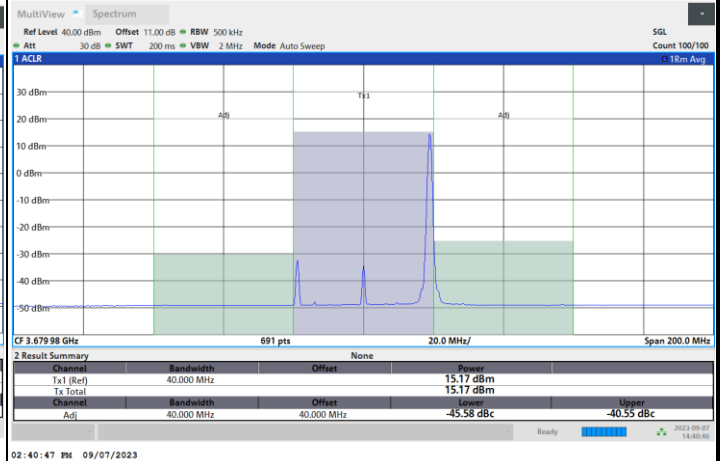 MultiView Spectrum
Ref Level 40.00 dBm Offset 11.00 dB RBW 500 kHz SGL
Att 30 dB SWT 200 ms VBW 2 MHz Mode Auto Sweep Count 100/100
1 ACLR 1Rm Avg
30 dBm Tx1
20 dBm Adj Adj
10 dBm
0 dBm
-10 dBm
-20 dBm
-30 dBm
-40 dBm
-50 dBm
CF 3.67998 GHz 691 pts 20.0 MHz/ Span 200.0 MHz
2 Result Summary None
Channel Bandwidth Offset Power
Tx1 (Ref) 40.000 MHz 15.17 dBm
Tx Total 15.17 dBm
Channel Bandwidth Offset Lower Upper
Adj 40.000 MHz 40.000 MHz -45.58 dBc -40.55 dBc
Ready 2023-09-07
14:40:46
02:40:47 PM 09/07/2023